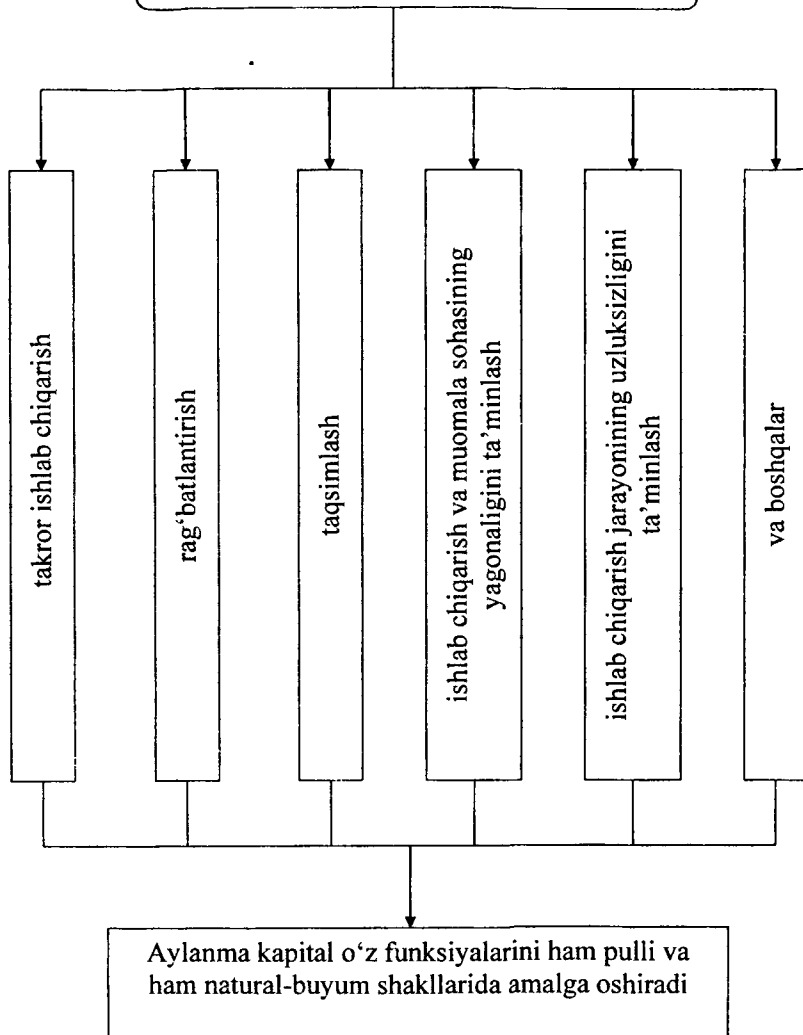 takror ishlab chiqarish
rag‘batlantirish
taqsimlash
ishlab chiqarish va muomala sohasining
yagonaligini ta’minlash
ishlab chiqarish jarayonining uzluksizligini
ta’minlash
va boshqalar
Aylanma kapital o‘z funksiyalarini ham pulli va
ham natural-buyum shakllarida amalga oshiradi